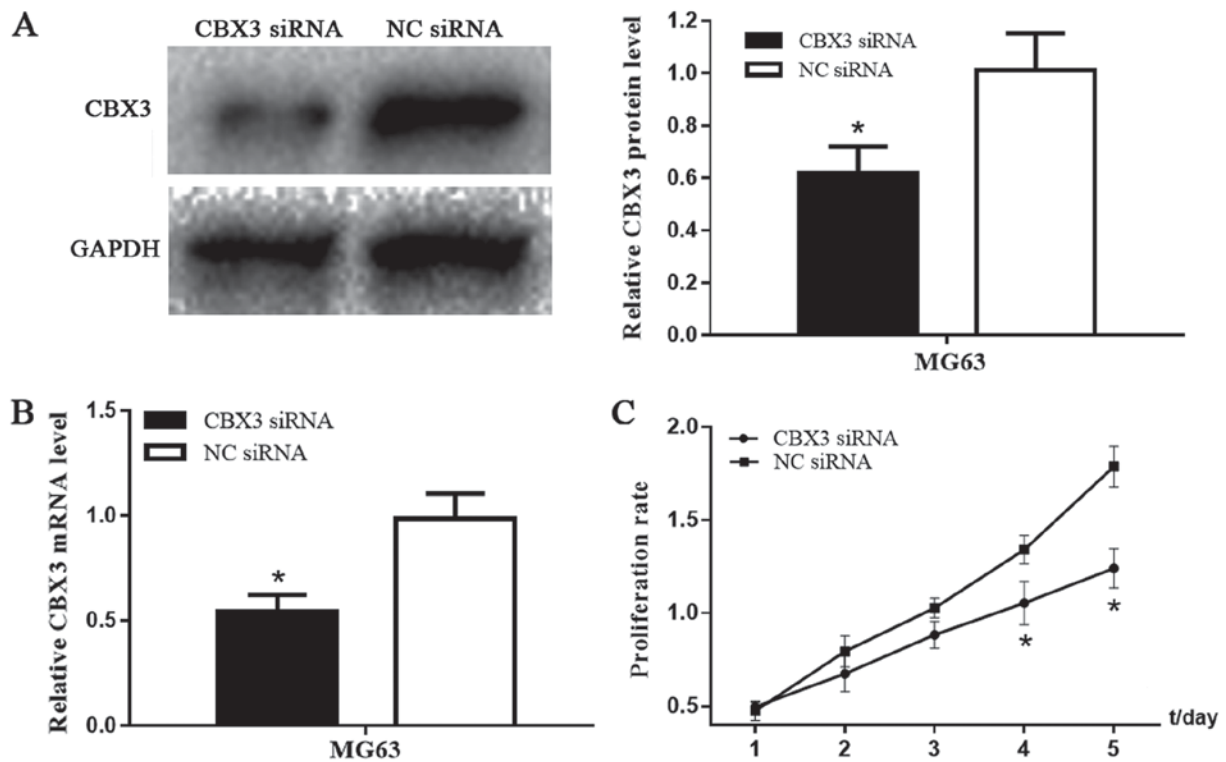 A
CBX3 siRNA NC siRNA
CBX3
GAPDH
Relative CBX3 protein level
CBX3 siRNA
NC siRNA
*
1.2
1.0
0.8
0.6
0.4
0.2
0.0
MG63
B
Relative CBX3 mRNA level
CBX3 siRNA
NC siRNA
*
1.5
1.0
0.5
0.0
MG63
C
Proliferation rate
CBX3 siRNA
NC siRNA
2.0
1.5
1.0
0.5
*
*
t/day
1 2 3 4 5